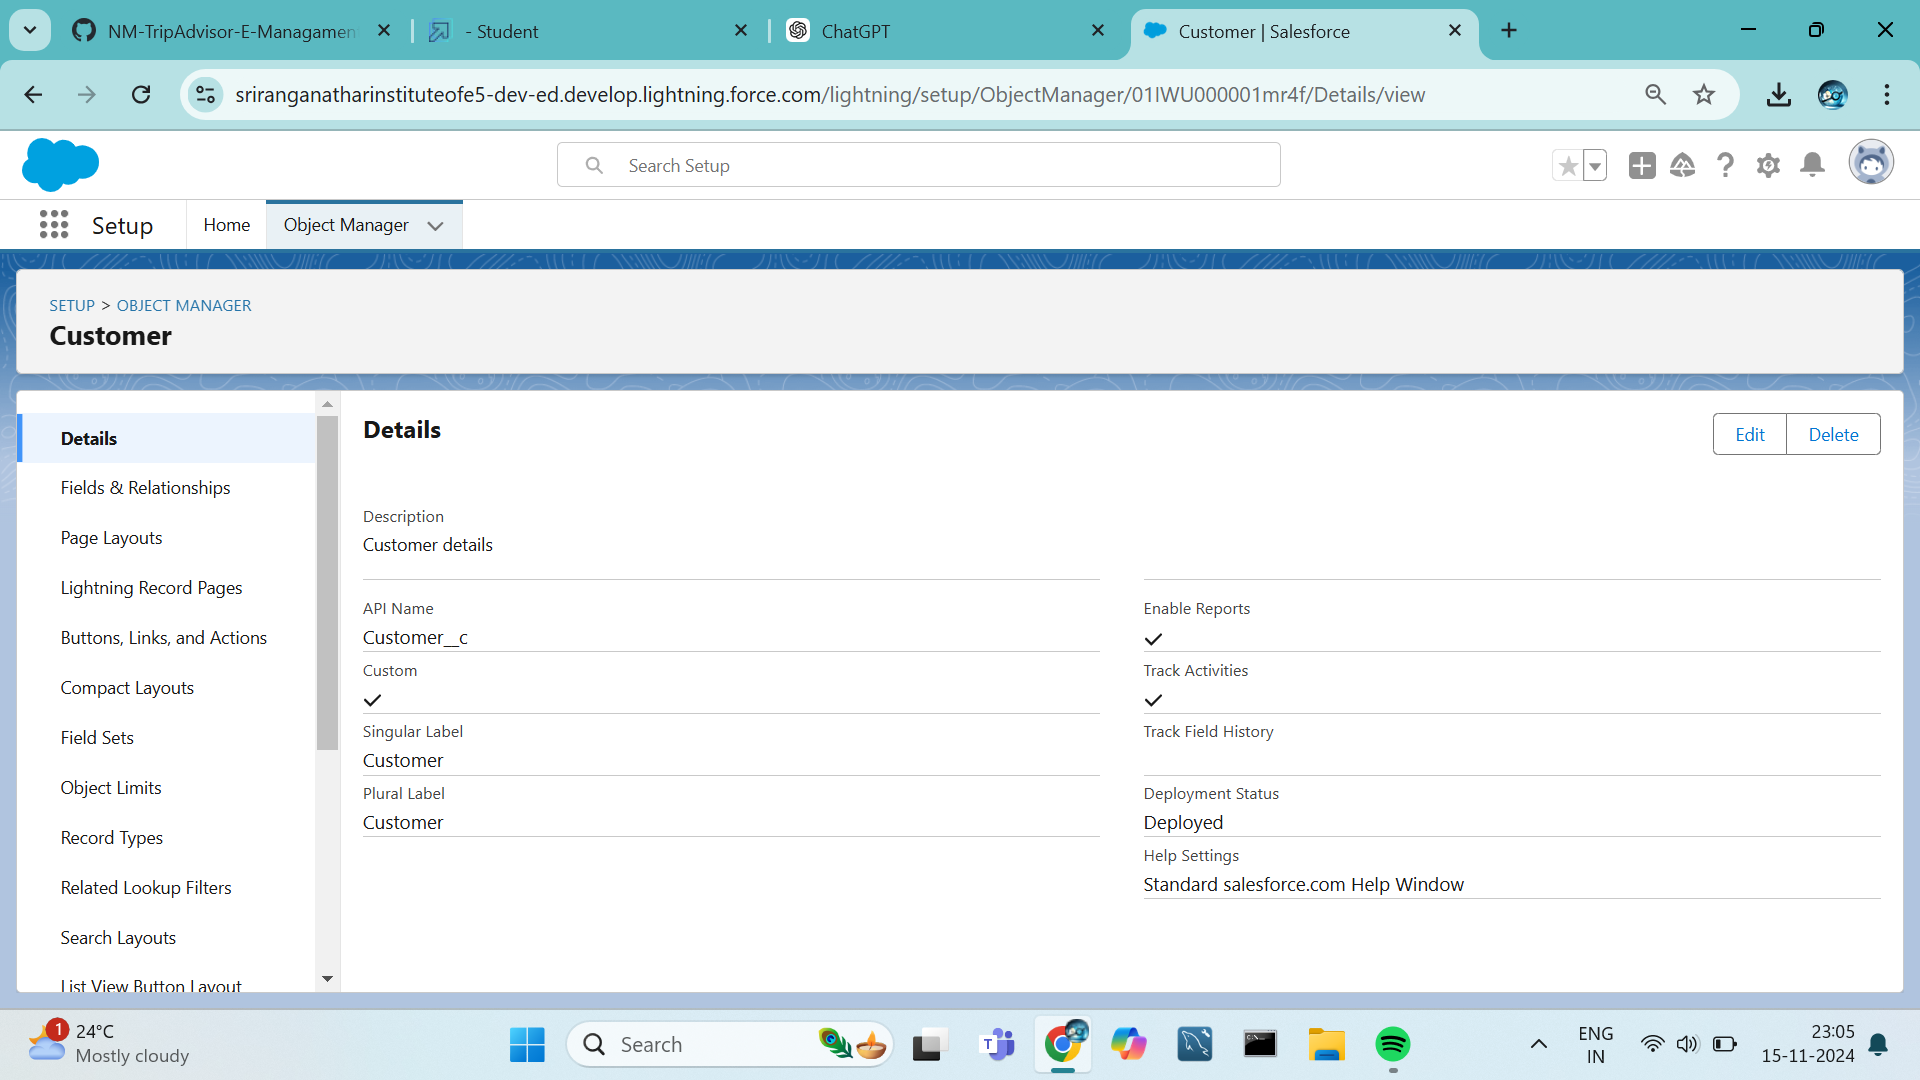 NM-TripAdvisor-E-Managament
- Student
ChatGPT
Customer | Salesforce
sriranganatharinstituteofe5-dev-ed.develop.lightning.force.com/lightning/setup/ObjectManager/01IWU000001mr4f/Details/view
Search Setup
Setup
Home
Object Manager
SETUP > OBJECT MANAGER
Customer
Details
Fields & Relationships
Page Layouts
Lightning Record Pages
Buttons, Links, and Actions
Compact Layouts
Field Sets
Object Limits
Record Types
Related Lookup Filters
Search Layouts
List View Button Layout
Details
Edit
Delete
Description
Customer details
API Name
Customer__c
Custom
Singular Label
Customer
Plural Label
Customer
Enable Reports
Track Activities
Track Field History
Deployment Status
Deployed
Help Settings
Standard salesforce.com Help Window
1
24°C
Mostly cloudy
Search
ENG
IN
23:05
15-11-2024